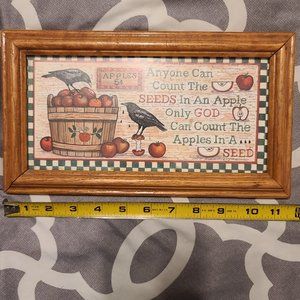 APPLES
5¢
Anyone Can
Count The
SEEDS In An Apple
Only GOD
Can Count The
Apples In A...
SEED
1 2 3 4 5 6 7 8 9 10 11